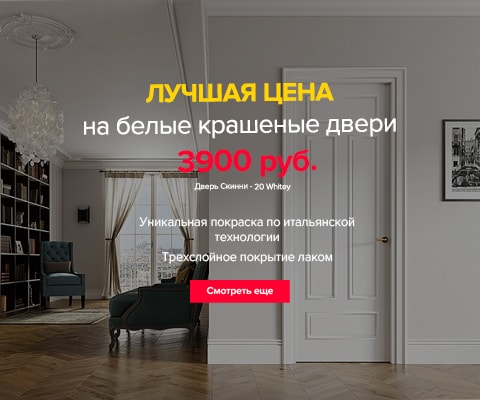 ЛУЧШАЯ ЦЕНА
на белые крашеные двери
3900 руб.
Дверь Скинни - 20 Whitey
Уникальная покраска по итальянской
технологии
Трехслойное покрытие лаком
Смотреть еще